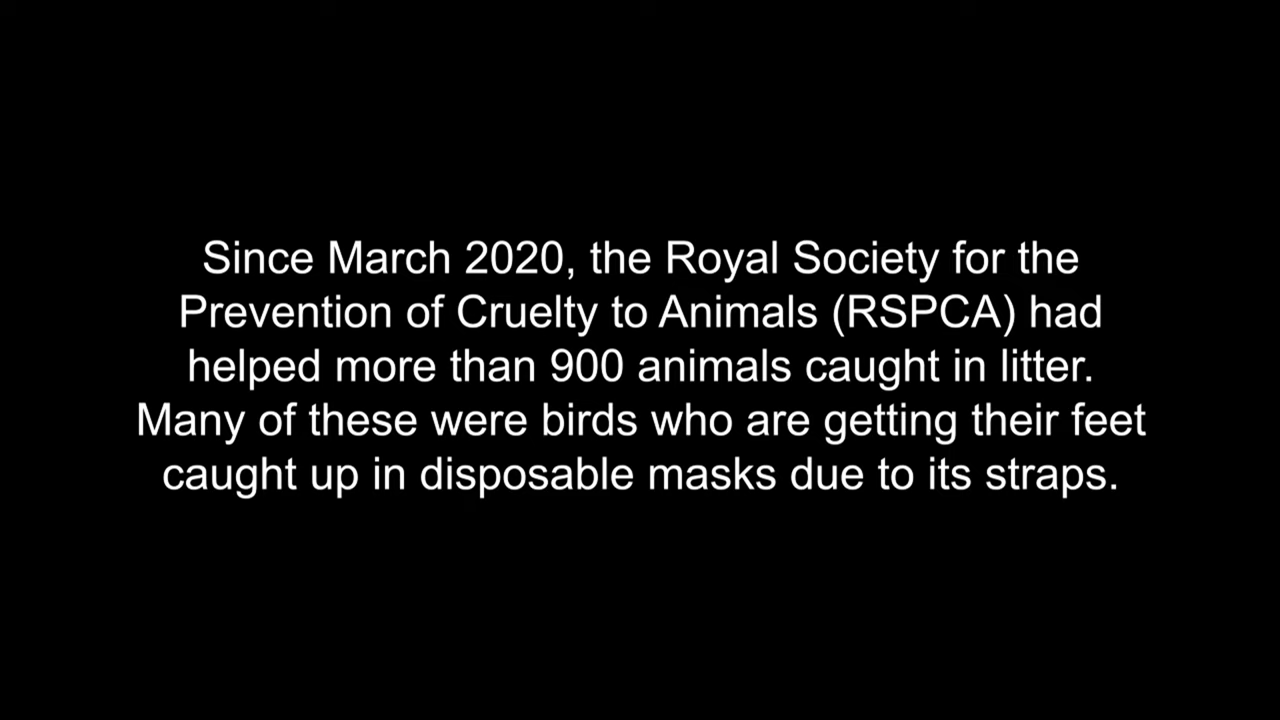 Since March 2020, the Royal Society for the
Prevention of Cruelty to Animals (RSPCA) had
helped more than 900 animals caught in litter.
Many of these were birds who are getting their feet
caught up in disposable masks due to its straps.